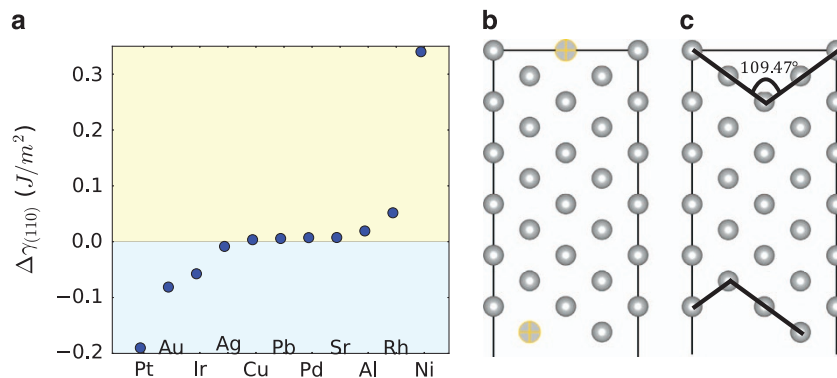 a
b
c
Δγ(110) (J/m²)
0.3
0.2
0.1
0.0
−0.1
−0.2
Au Ag Pb Sr Rh
Pt Ir Cu Pd Al Ni
109.47°